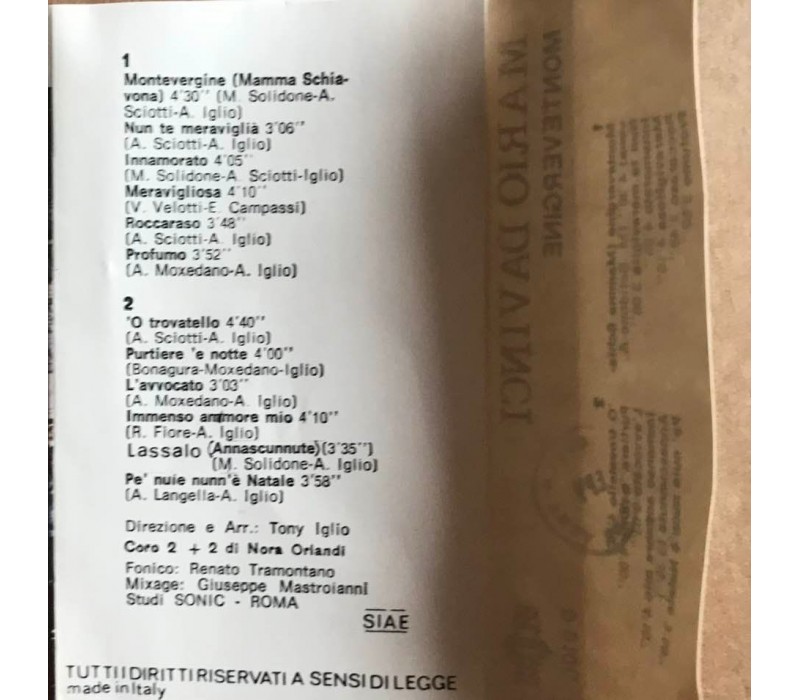 1
Montevergine (Mamma Schia-
vona) 4'30'' (M. Solidone-A.
Sciotti-A. Iglio)
Nun te meraviglià 3'06''
(A. Sciotti-A. Iglio)
Innamorato 4'05''
(M. Solidone-A. Sciotti-Iglio)
Meravigliosa 4'10''
(V. Velotti-E. Campassi)
Roccaraso 3'48''
(A. Sciotti-A. Iglio)
Profumo 3'52''
(A. Moxedano-A. Iglio)
2
'O trovatello 4'40''
(A. Sciotti-A. Iglio)
Purtiere 'e notte 4'00''
(Bonagura-Moxedano-Iglio)
L'avvocato 3'03''
(A. Moxedano-A. Iglio)
Immenso ammore mio 4'10''
(R. Fiore-A. Iglio)
Lassalo (Annascunnute)(3'35'')
(M. Solidone-A. Iglio)
Pe' nuie nunn'è Natale 3'58''
(A. Langella-A. Iglio)
Direzione e Arr.: Tony Iglio
Coro 2 + 2 di Nora Orlandi
Fonico: Renato Tramontano
Mixage: Giuseppe Mastroianni
Studi SONIC - ROMA
SIAE
TUTTI I DIRITTI RISERVATI A SENSI DI LEGGE
made in Italy
MARIO DA VINCI
MONTEVERGINE